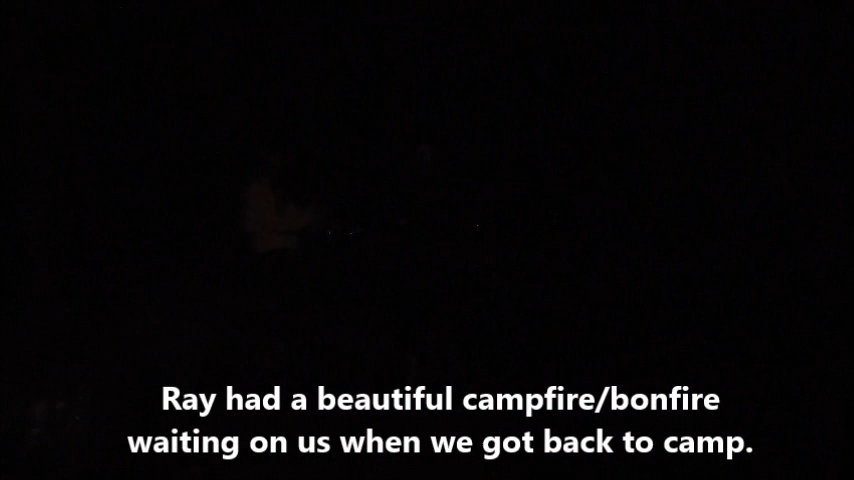 Ray had a beautiful campfire/bonfire
waiting on us when we got back to camp.